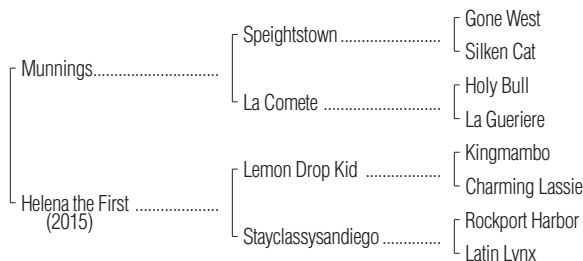 Gone West
Speightstown
Silken Cat
Munnings
Holy Bull
La Comete
La Gueriere
Kingmambo
Lemon Drop Kid
Charming Lassie
Helena the First
(2015)
Rockport Harbor
Stayclassysandiego
Latin Lynx